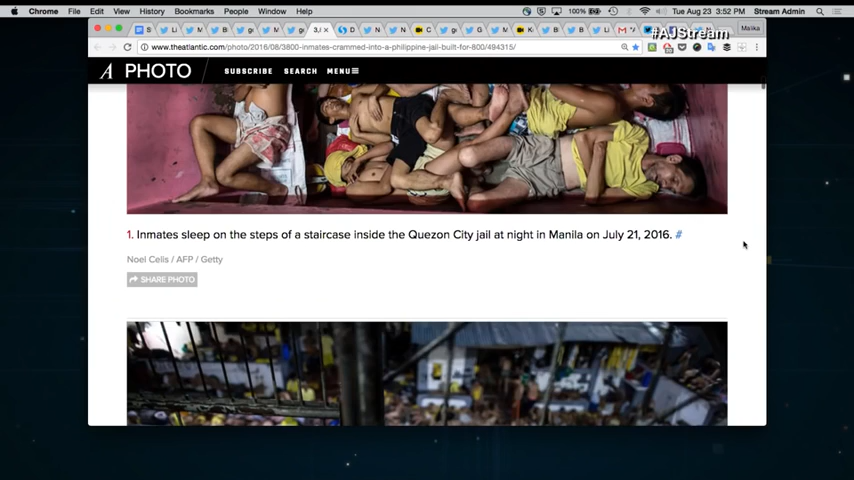 Chrome File Edit View History Bookmarks People Window Help 100% Tue Aug 23 3:52 PM Stream Admin
Malika
#AJStream
www.theatlantic.com/photo/2016/08/3800-inmates-crammed-into-a-philippine-jail-built-for-800/494315/
A PHOTO SUBSCRIBE SEARCH MENU
1. Inmates sleep on the steps of a staircase inside the Quezon City jail at night in Manila on July 21, 2016. #
Noel Celis / AFP / Getty
SHARE PHOTO